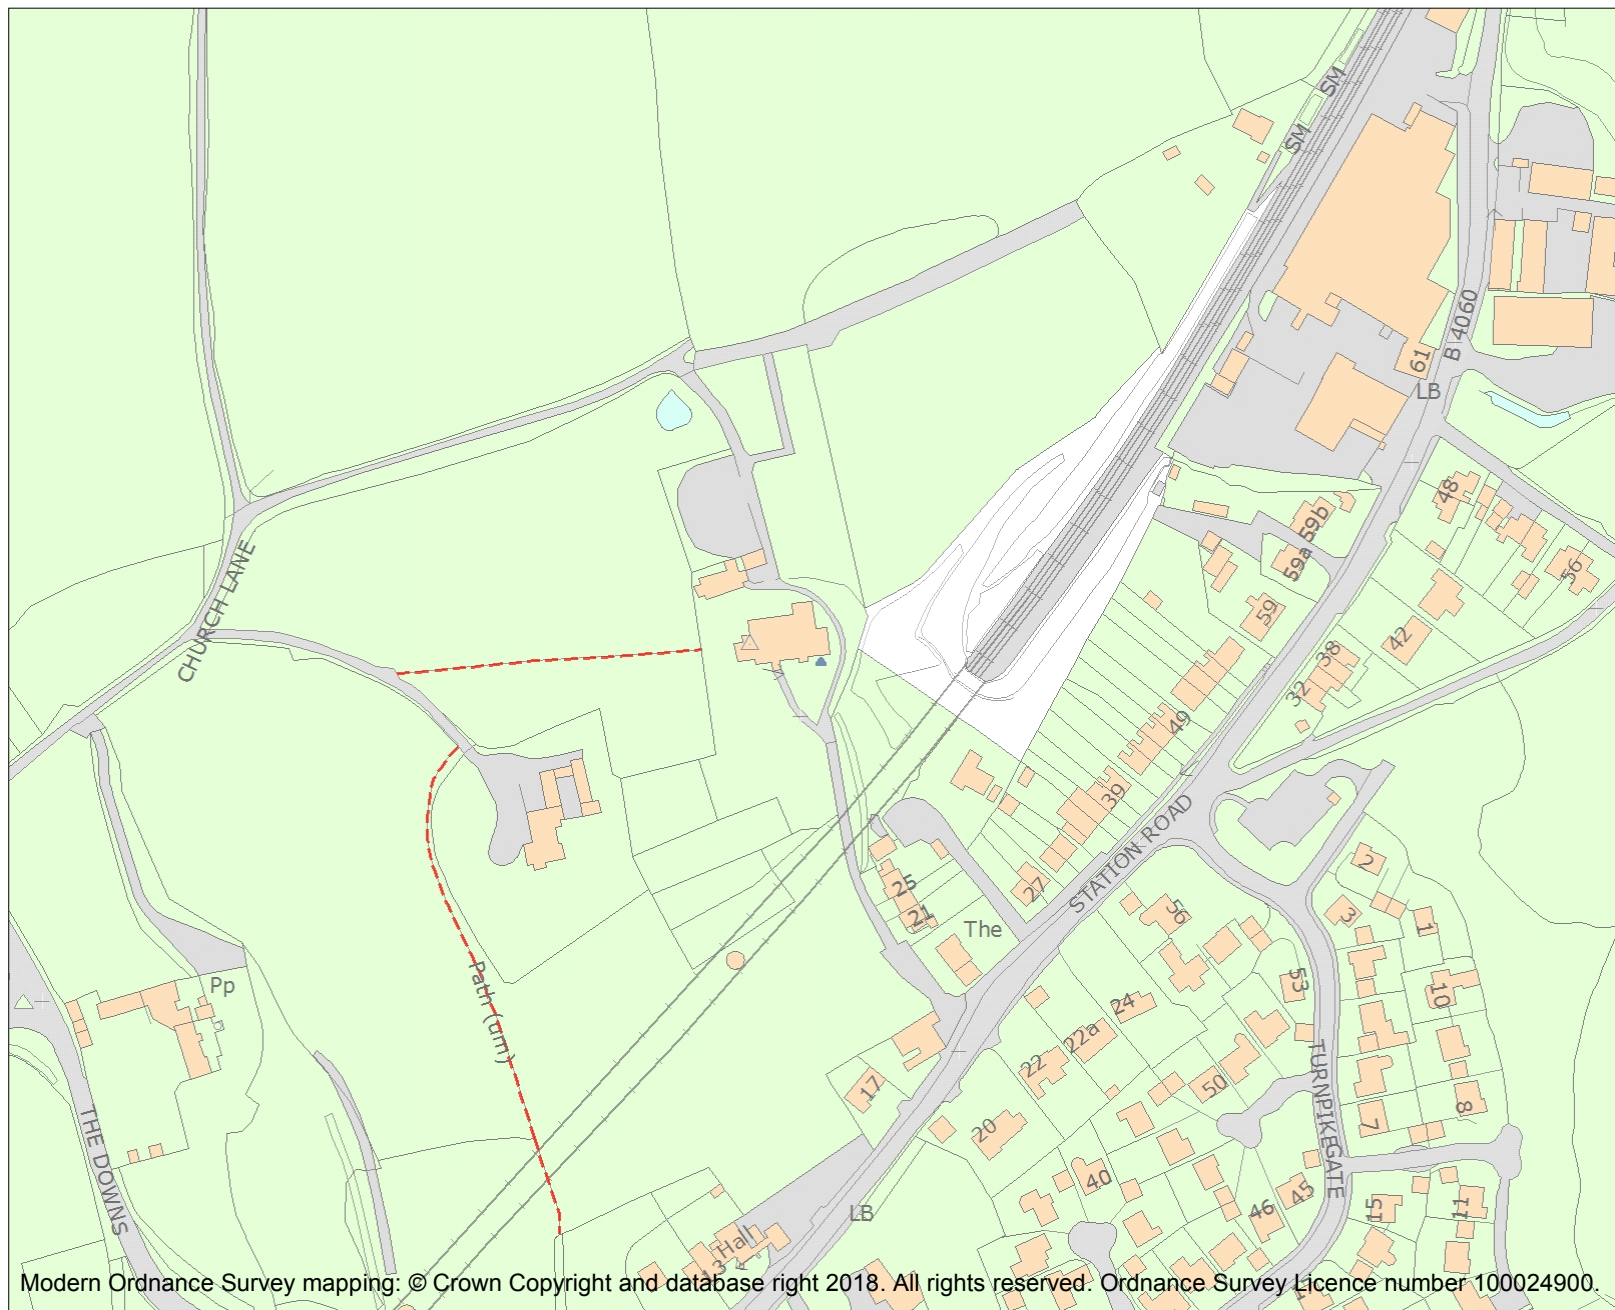 SM
SM
B 4060
61
LB
48
59b
59a
56
59
42
38
32
CHURCH LANE
49
39
STATION ROAD
27
25
21
The
2
3
1
56
53
10
Pp
Path (um)
24
22a
22
50
TURNPIKE GATE
17
20
7
8
THE DOWNS
40
45
46
15
11
LB
Hall
13
Modern Ordnance Survey mapping: © Crown Copyright and database right 2018. All rights reserved. Ordnance Survey Licence number 100024900.